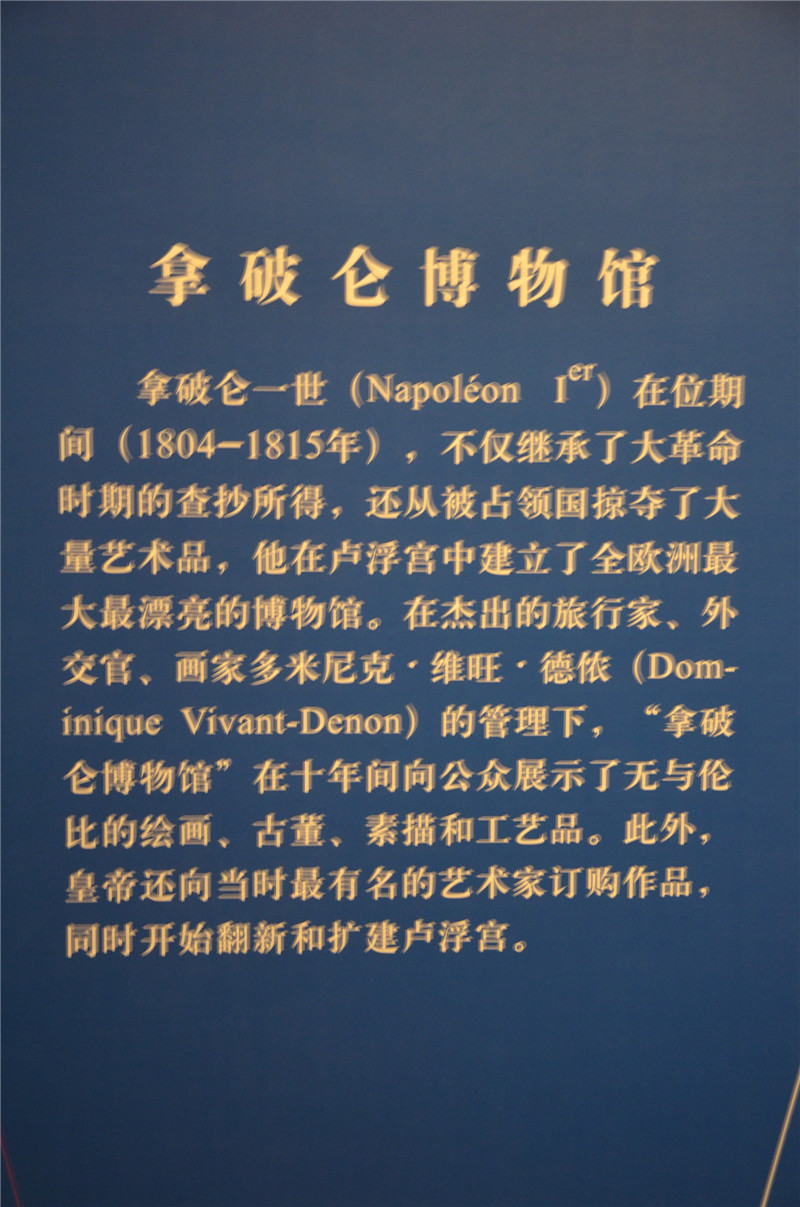 拿破仑博物馆
拿破仑一世（Napoléon Ier）在位期
间（1804–1815年），不仅继承了大革命
时期的查抄所得，还从被占领国掠夺了大
量艺术品，他在卢浮宫中建立了全欧洲最
大最漂亮的博物馆。在杰出的旅行家、外
交官、画家多米尼克·维旺·德侬（Dom-
inique Vivant-Denon）的管理下，“拿破
仑博物馆”在十年间向公众展示了无与伦
比的绘画、古董、素描和工艺品。此外，
皇帝还向当时最有名的艺术家订购作品，
同时开始翻新和扩建卢浮宫。